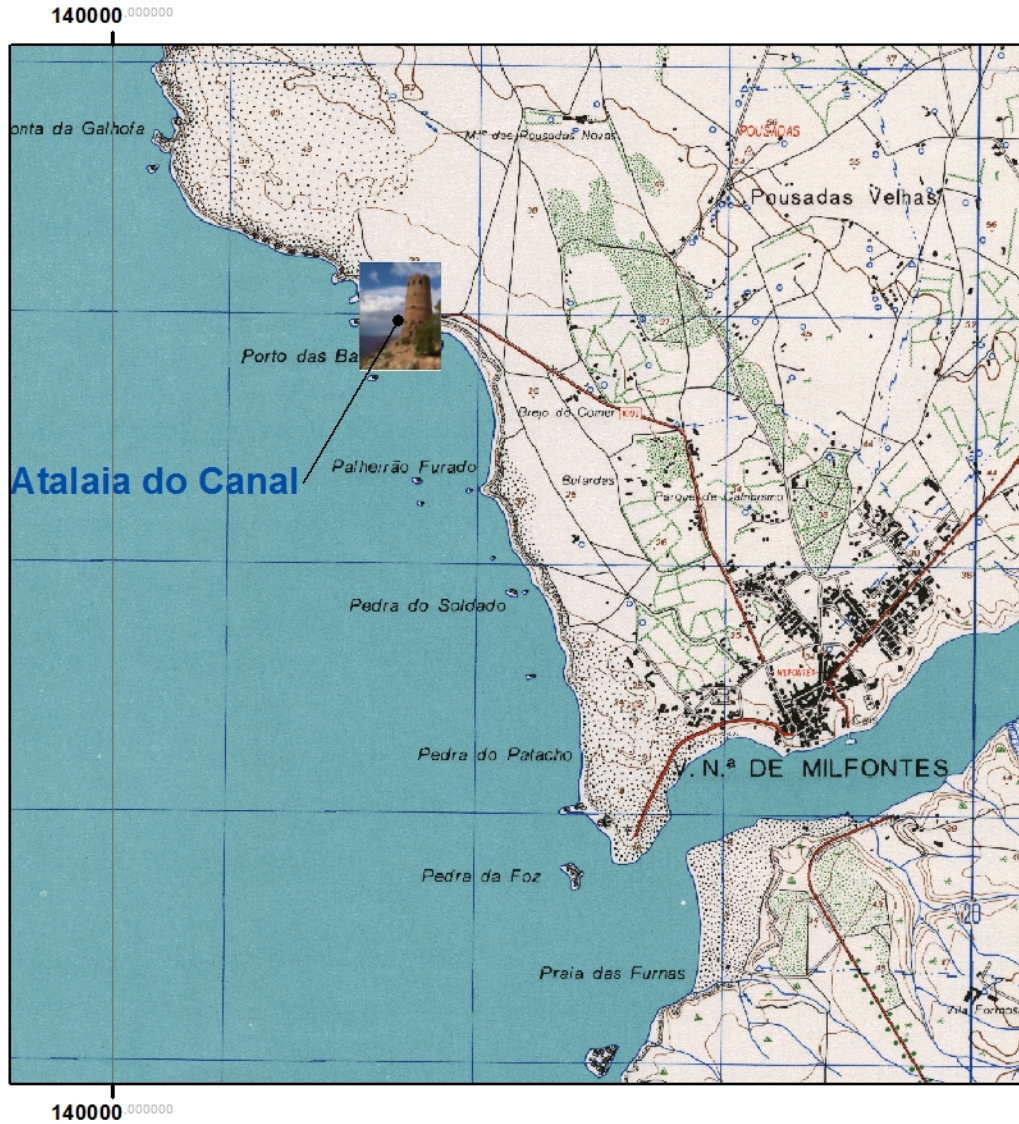 140000.000000
Ponta da Galhofa
Mte das Pousadas Novas
POUSADAS
Pousadas Velhas
Porto das Ba
Brejo do Comer
Atalaia do Canal
Palheirão Furado
Parque de Campismo
Pedra do Soldado
MILFONTES
Cais
Pedra do Patacho
V. N.ª DE MILFONTES
Pedra da Foz
Praia das Furnas
Vila Formosa
140000.000000